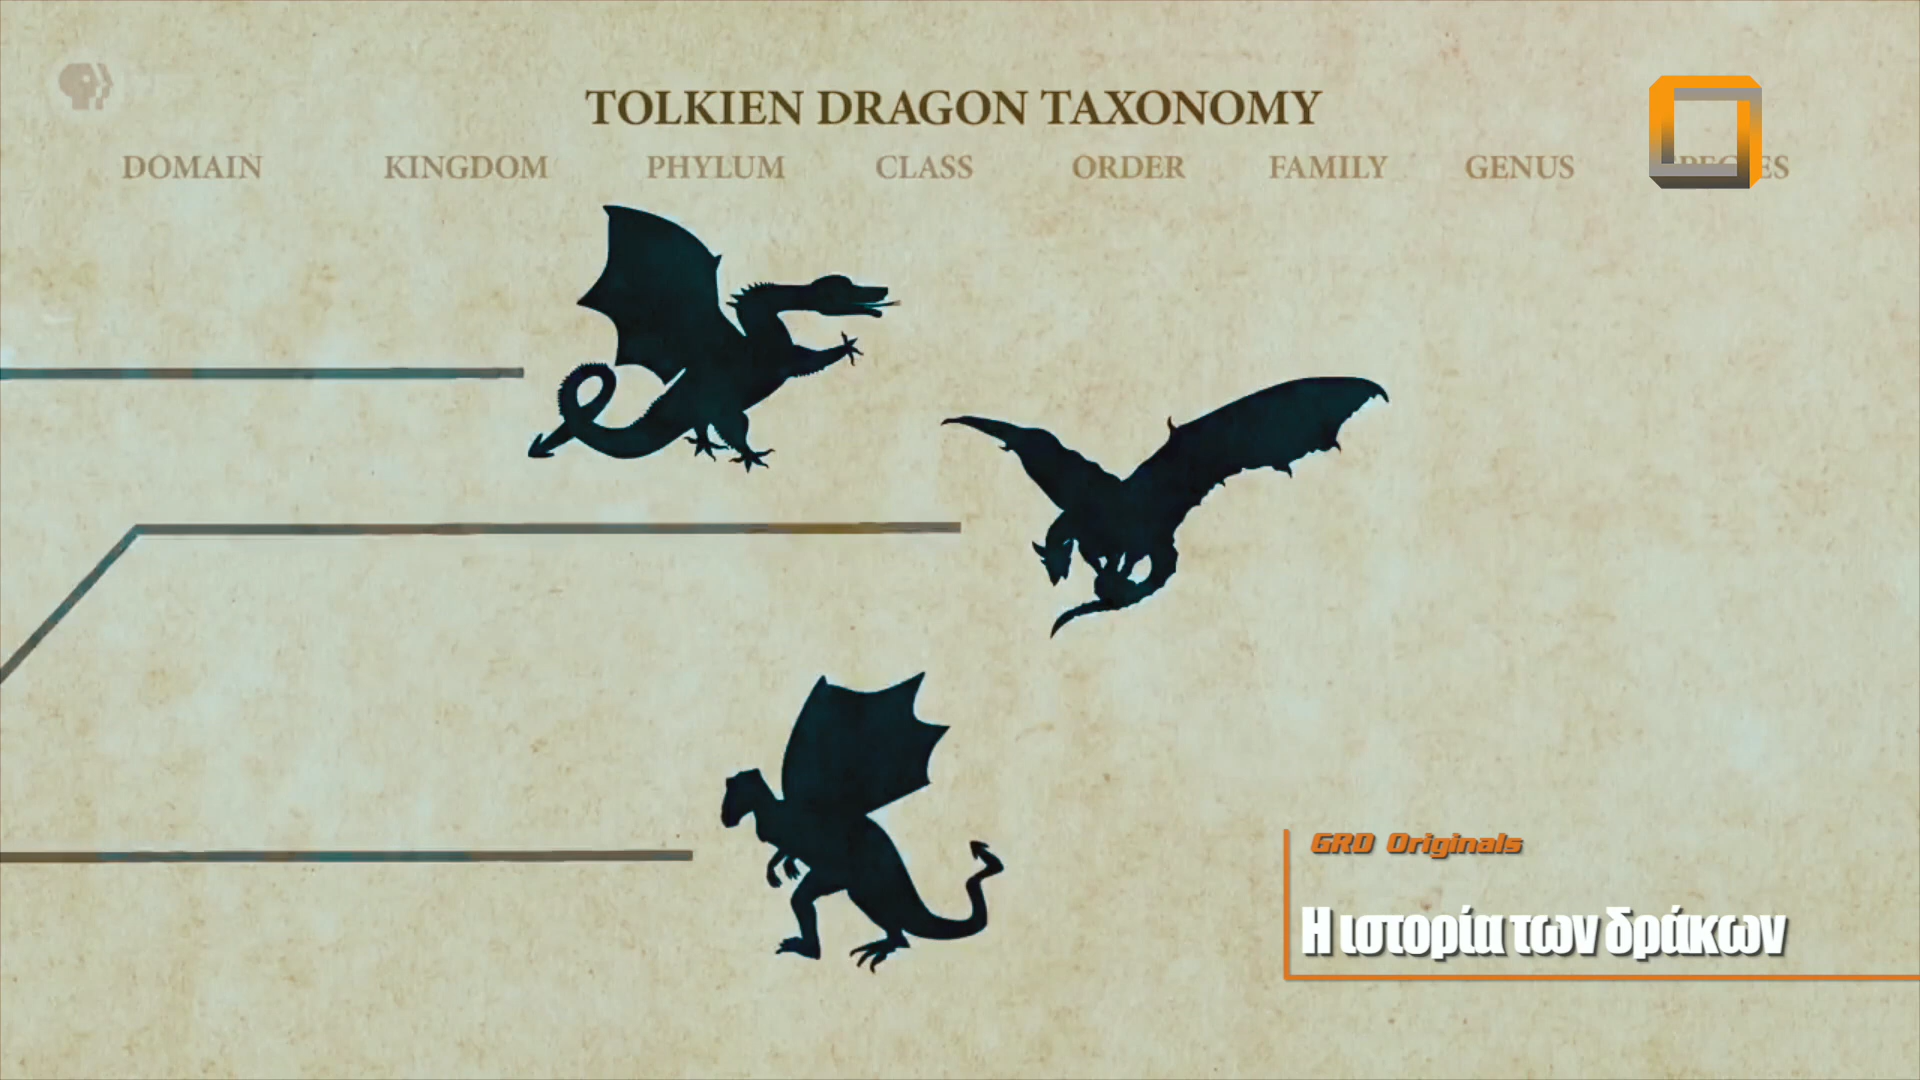 TOLKIEN DRAGON TAXONOMY
DOMAIN KINGDOM PHYLUM CLASS ORDER FAMILY GENUS
GRD Originals
Η ιστορία των δράκων